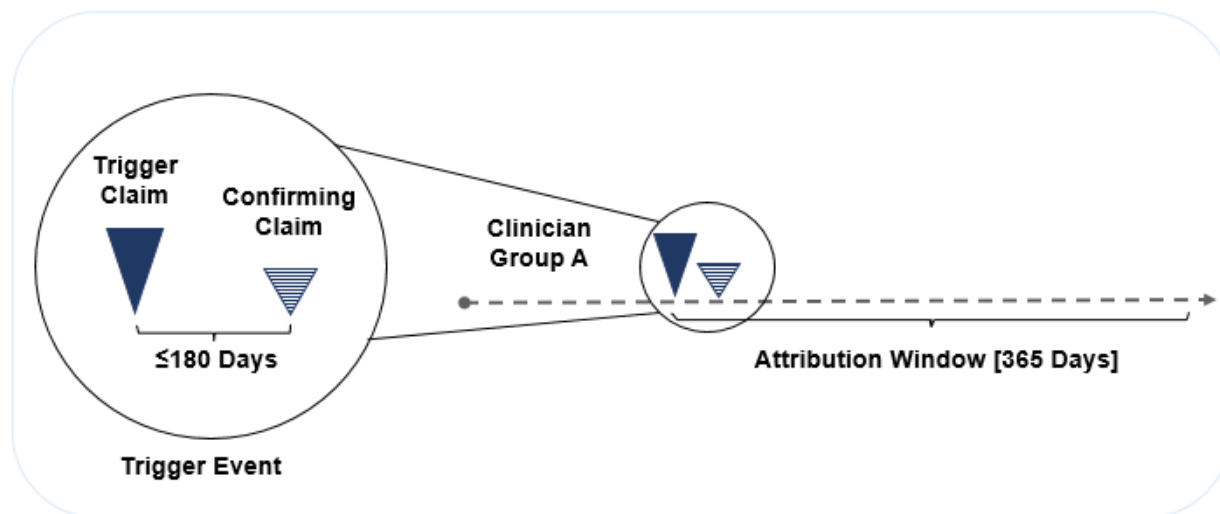 Trigger
Claim
Confirming
Claim
≤180 Days
Trigger Event
Clinician
Group A
Attribution Window [365 Days]